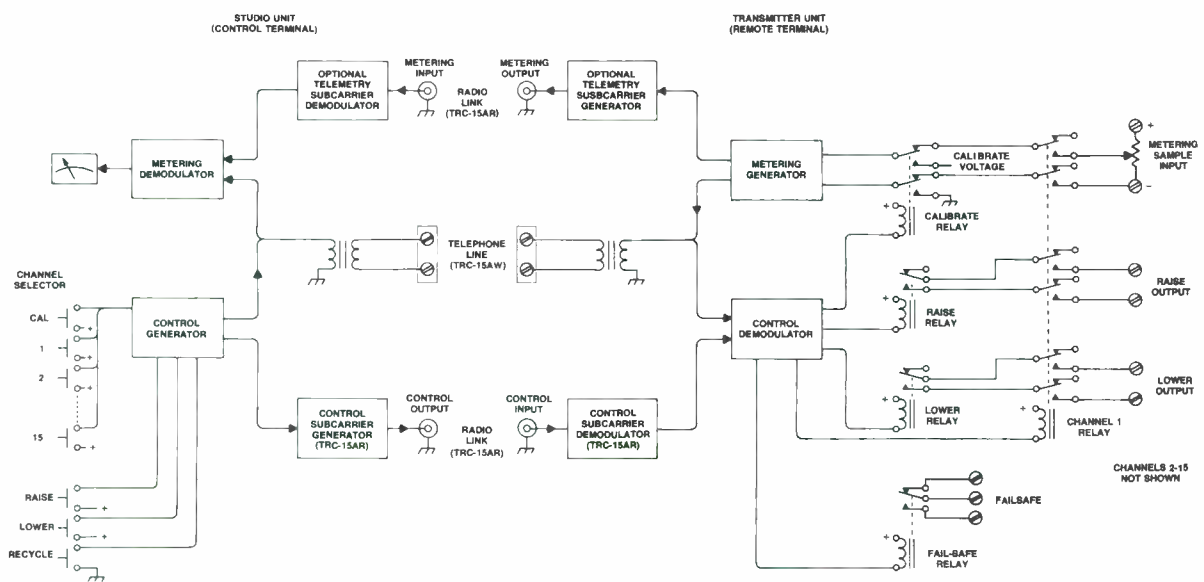 STUDIO UNIT
(CONTROL TERMINAL)
TRANSMITTER UNIT
(REMOTE TERMINAL)
OPTIONAL
TELEMETRY
SUBCARRIER
DEMODULATOR
METERING
INPUT
RADIO
LINK
(TRC-15AR)
METERING
OUTPUT
OPTIONAL
TELEMETRY
SUSBCARRIER
GENERATOR
METERING
DEMODULATOR
METERING
GENERATOR
CALIBRATE
VOLTAGE
+
METERING
SAMPLE
INPUT
-
+
CALIBRATE
RELAY
TELEPHONE
LINE
(TRC-15AW)
CHANNEL
SELECTOR
CAL
+
1
+
2
+
15
+
CONTROL
GENERATOR
CONTROL
DEMODULATOR
+
RAISE
RELAY
RAISE
OUTPUT
+
LOWER
RELAY
LOWER
OUTPUT
+
CHANNEL 1
RELAY
CONTROL
SUBCARRIER
GENERATOR
(TRC-15AR)
CONTROL
OUTPUT
RADIO
LINK
(TRC-15AR)
CONTROL
INPUT
CONTROL
SUBCARRIER
DEMODULATOR
(TRC-15AR)
CHANNELS 2-15
NOT SHOWN
RAISE
+
LOWER
+
RECYCLE
FAILSAFE
+
FAIL-SAFE
RELAY